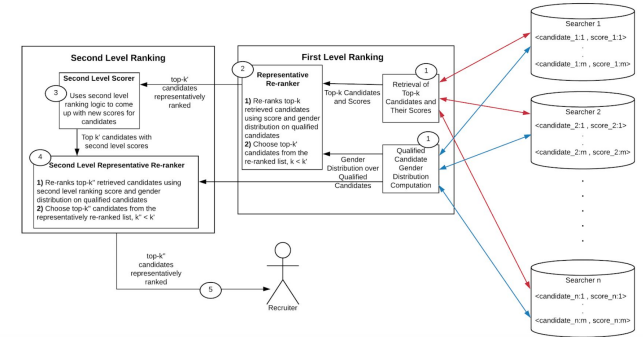 Second Level Ranking
First Level Ranking
Searcher 1
<candidate_1:1 , score_1:1>
.
.
<candidate_1:m , score_1:m>
Searcher 2
<candidate_2:1 , score_2:1>
.
.
<candidate_2:m , score_2:m>
.
.
.
.
Searcher n
<candidate_n:1 , score_n:1>
.
.
<candidate_n:m , score_n:m>
1
Retrieval of
Top-k
Candidates and
Their Scores
1
Qualified
Candidate
Gender
Distribution
Computation
Top-k Candidates
and Scores
Gender
Distribution over
Qualified
Candidates
2
Representative
Re-ranker
1) Re-ranks top-k
retrieved candidates
using score and gender
distribution on qualified
candidates
2) Choose top-k'
candidates from the
re-ranked list, k < k'
top-k'
candidates
representatively
ranked
3
Second Level Scorer
Uses second level
ranking logic to come
up with new scores for
candidates
Top k' candidates with
second level scores
4
Second Level Representative Re-ranker
1) Re-ranks top-k'' retrieved candidates using
second level ranking score and gender
distribution on qualified candidates
2) Choose top-k'' candidates from the
representatively re-ranked list, k'' < k'
top-k''
candidates
representatively
ranked
5
Recruiter